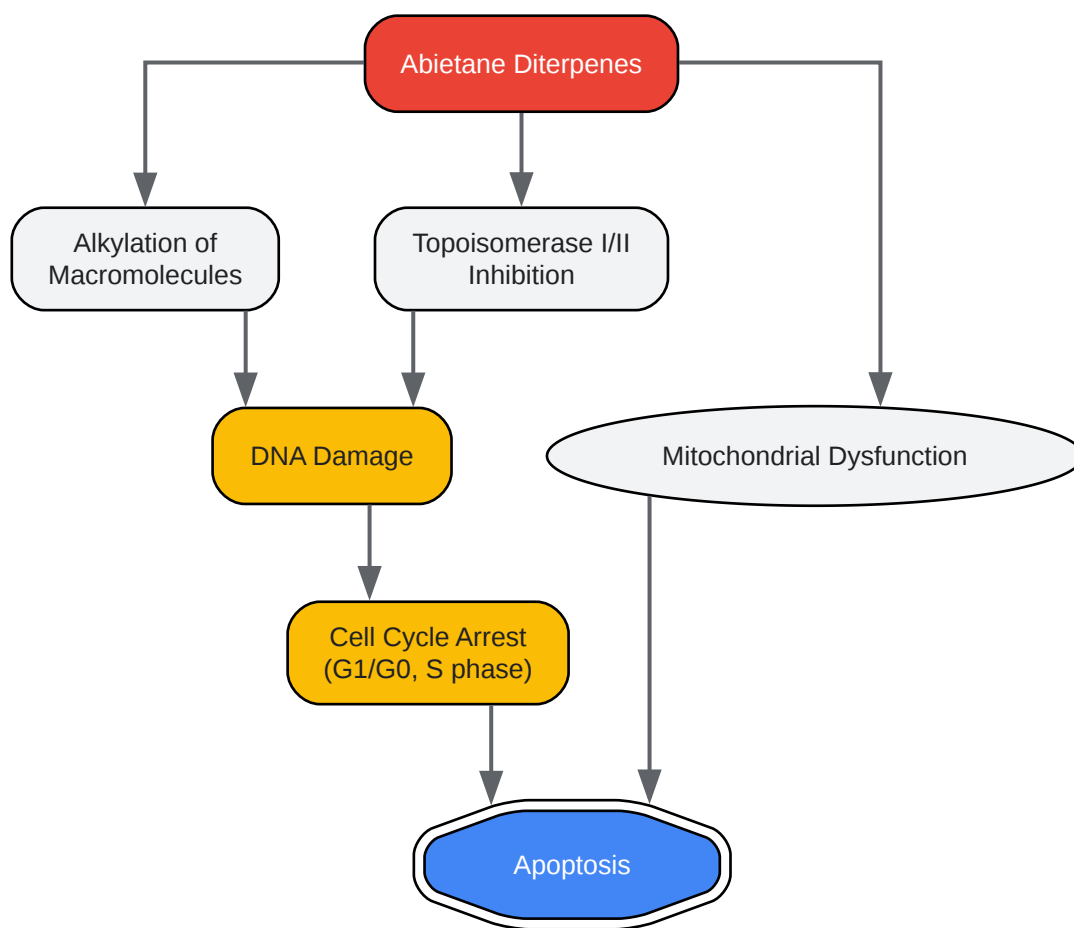 Abietane Diterpenes
Alkylation of
Macromolecules
Topoisomerase I/II
Inhibition
DNA Damage
Mitochondrial Dysfunction
Cell Cycle Arrest
(G1/G0, S phase)
Apoptosis